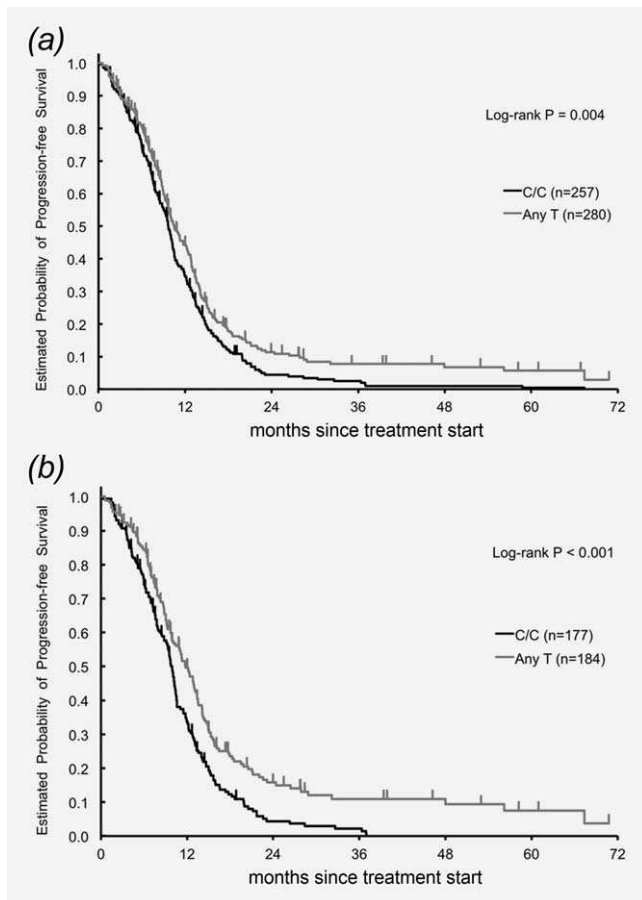 (a)
Estimated Probability of Progression-free Survival
1.0
0.9
0.8
0.7
0.6
0.5
0.4
0.3
0.2
0.1
0.0
Log-rank P = 0.004
C/C (n=257)
Any T (n=280)
0 12 24 36 48 60 72
months since treatment start
(b)
Estimated Probability of Progression-free Survival
1.0
0.9
0.8
0.7
0.6
0.5
0.4
0.3
0.2
0.1
0.0
Log-rank P < 0.001
C/C (n=177)
Any T (n=184)
0 12 24 36 48 60 72
months since treatment start